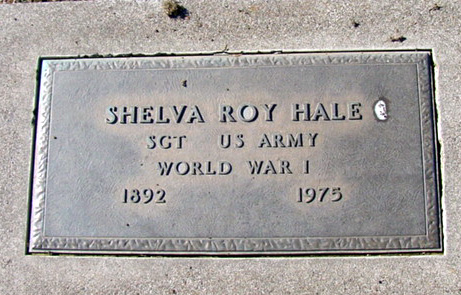 SHELVA ROY HALE
SGT US ARMY
WORLD WAR I
1892 1975